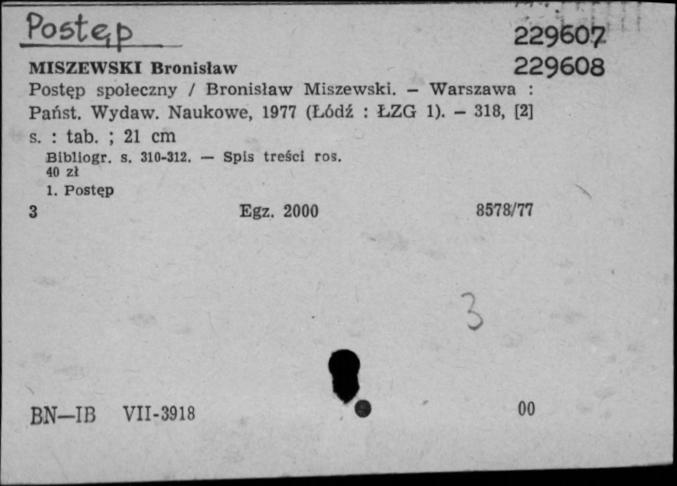 Postęp
229607
229608
MISZEWSKI Bronisław
Postęp społeczny / Bronisław Miszewski. — Warszawa :
Państ. Wydaw. Naukowe, 1977 (Łódź : ŁZG 1). — 318, [2]
s. : tab. ; 21 cm
Bibliogr. s. 310-312. — Spis treści ros.
40 zł
1. Postęp
3 Egz. 2000 8578/77
3
BN—IB VII-3918 00